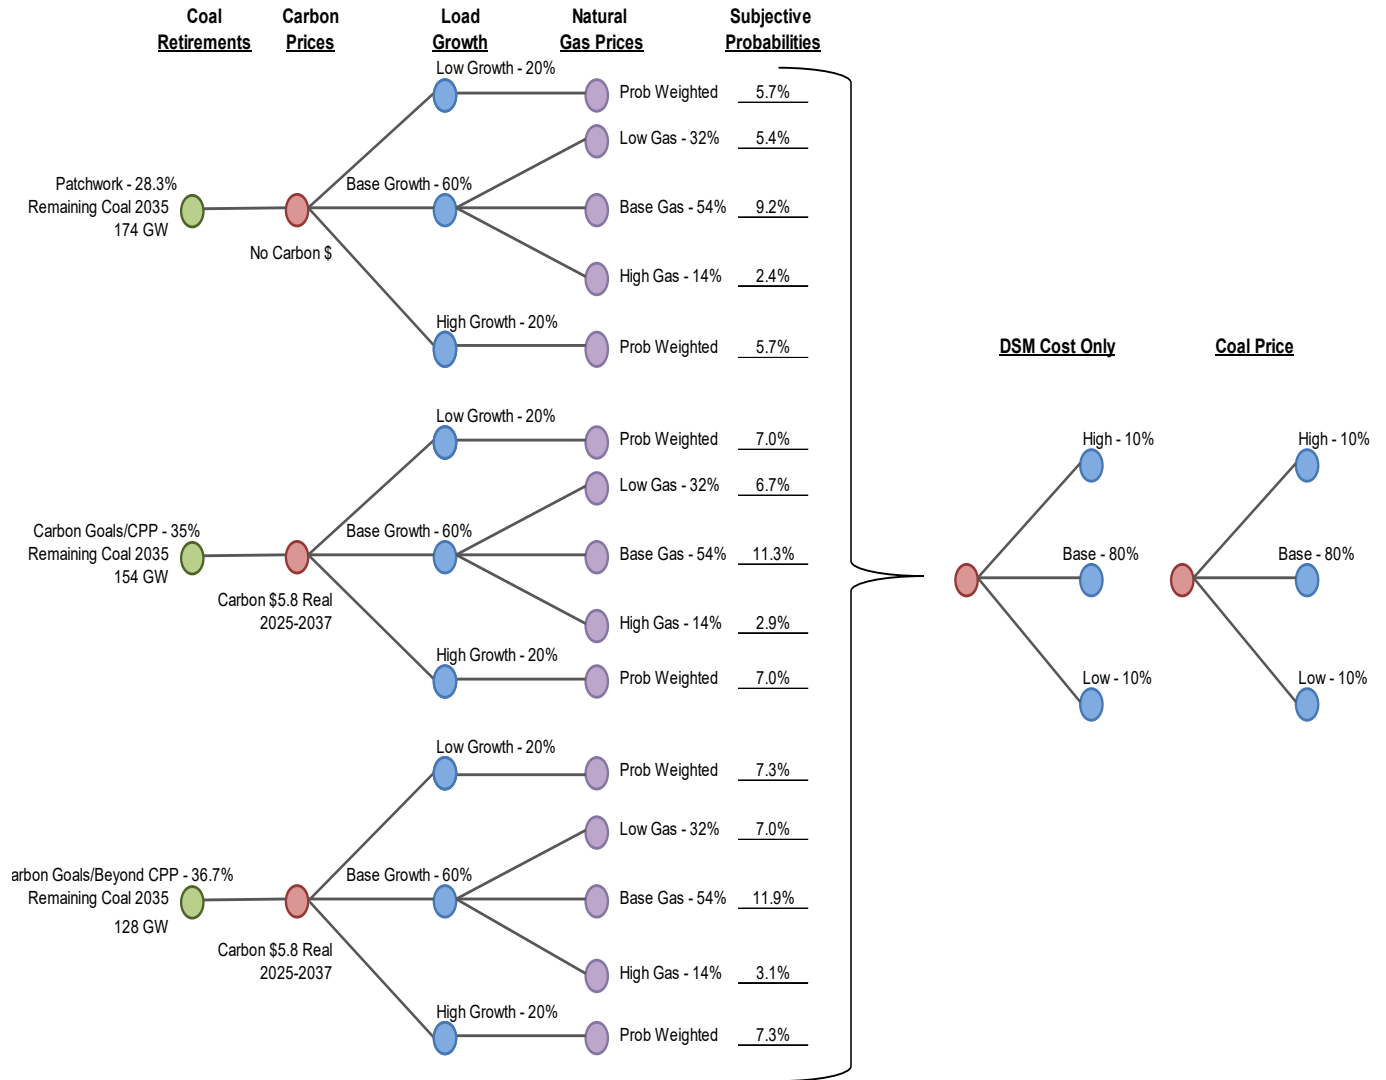 Coal Retirements
Carbon Prices
Load Growth
Natural Gas Prices
Subjective Probabilities
Low Growth - 20%
Prob Weighted 5.7%
Low Gas - 32% 5.4%
Patchwork - 28.3%
Remaining Coal 2035
174 GW
Base Growth - 60%
Base Gas - 54% 9.2%
No Carbon $
High Gas - 14% 2.4%
High Growth - 20%
Prob Weighted 5.7%
DSM Cost Only
Coal Price
Low Growth - 20%
Prob Weighted 7.0%
Low Gas - 32% 6.7%
Carbon Goals/CPP - 35%
Remaining Coal 2035
154 GW
Base Growth - 60%
Base Gas - 54% 11.3%
Carbon $5.8 Real
2025-2037
High Gas - 14% 2.9%
High Growth - 20%
Prob Weighted 7.0%
High - 10%
Base - 80%
Low - 10%
High - 10%
Base - 80%
Low - 10%
Low Growth - 20%
Prob Weighted 7.3%
Low Gas - 32% 7.0%
arbon Goals/Beyond CPP - 36.7%
Remaining Coal 2035
128 GW
Base Growth - 60%
Base Gas - 54% 11.9%
Carbon $5.8 Real
2025-2037
High Gas - 14% 3.1%
High Growth - 20%
Prob Weighted 7.3%